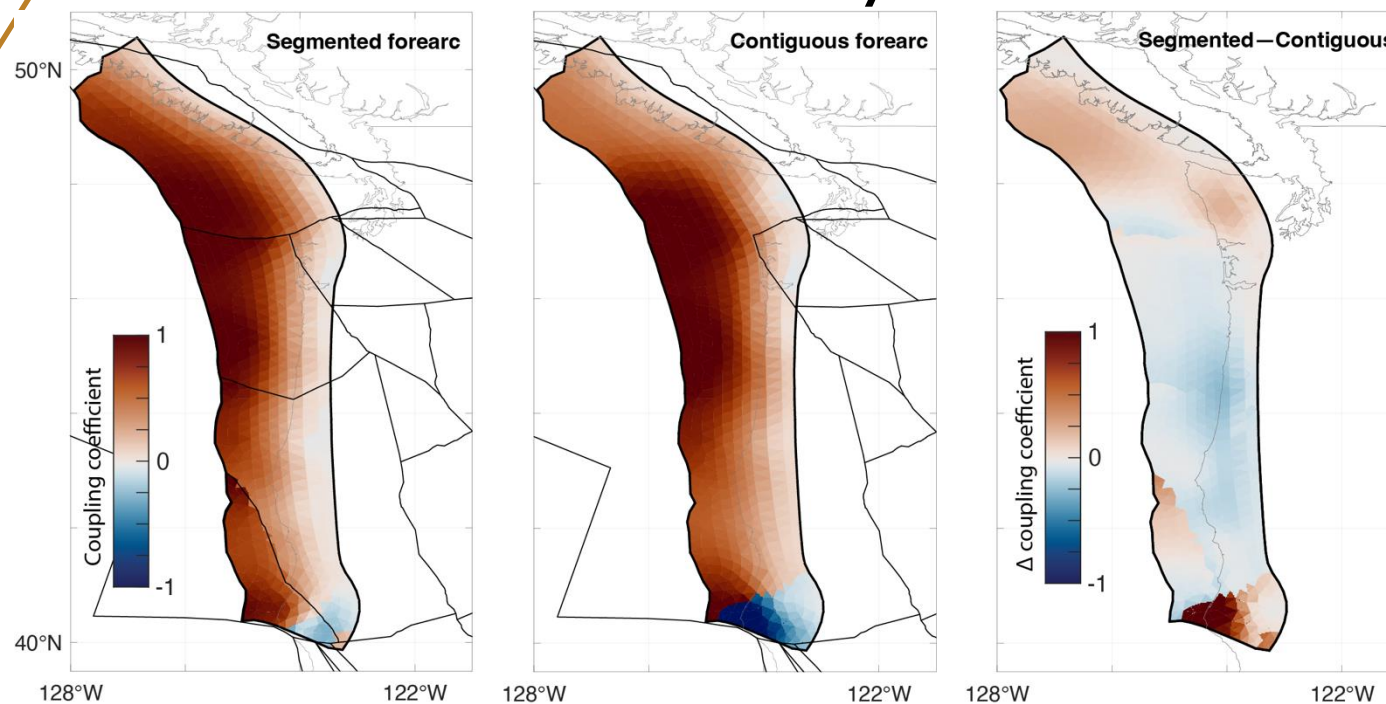 Segmented forearc
Contiguous forearc
Segmented—Contiguous
50°N
40°N
Coupling coefficient
1
0
-1
Δ coupling coefficient
1
0
-1
128°W
122°W
128°W
122°W
128°W
122°W